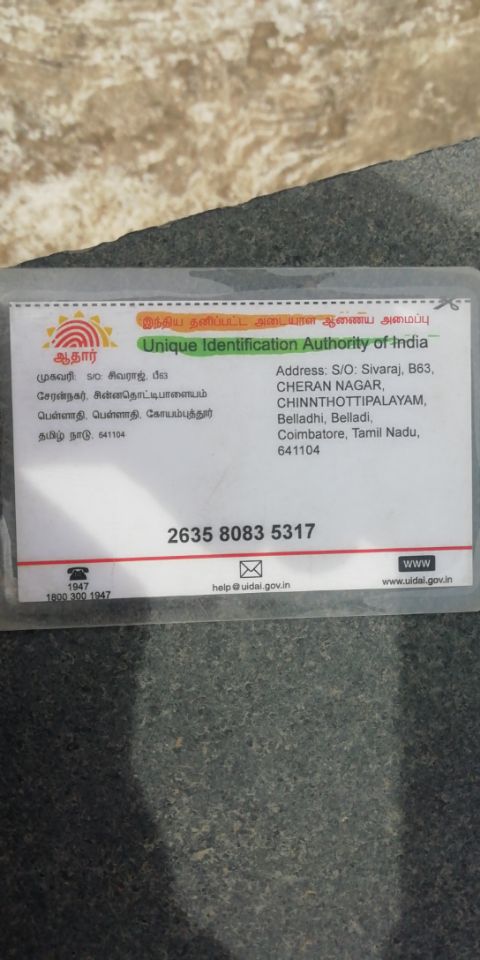 இந்திய தனிப்பட்ட அடையாள ஆணைய அமைப்பு
Unique Identification Authority of India
ஆதார்
முகவரி: S/O: சிவராஜ், பீ63
சேரன்நகர், சின்னதொட்டிபாளையம்
பெள்ளாதி, பெள்ளாதி, கோயம்புத்தூர்
தமிழ் நாடு, 641104
Address: S/O: Sivaraj, B63,
CHERAN NAGAR,
CHINNTHOTTIPALAYAM,
Belladhi, Belladi,
Coimbatore, Tamil Nadu,
641104
2635 8083 5317
1947
1800 300 1947
help@uidai.gov.in
www
www.uidai.gov.in